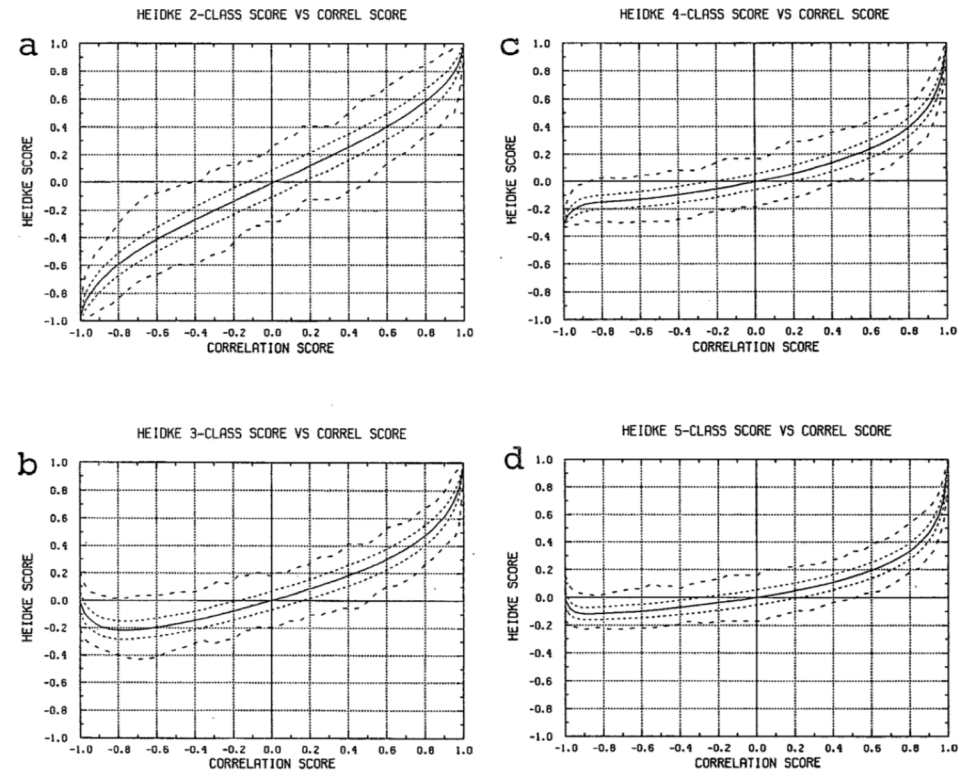 HEIDKE 2-CLASS SCORE VS CORREL SCORE
a
1.0
0.8
0.6
0.4
0.2
0.0
-0.2
-0.4
-0.6
-0.8
-1.0
HEIDKE SCORE
-1.0 -0.8 -0.6 -0.4 -0.2 0.0 0.2 0.4 0.6 0.8 1.0
CORRELATION SCORE
HEIDKE 4-CLASS SCORE VS CORREL SCORE
c
1.0
0.8
0.6
0.4
0.2
0.0
-0.2
-0.4
-0.6
-0.8
-1.0
HEIDKE SCORE
-1.0 -0.8 -0.6 -0.4 -0.2 0.0 0.2 0.4 0.6 0.8 1.0
CORRELATION SCORE
HEIDKE 3-CLASS SCORE VS CORREL SCORE
b
1.0
0.8
0.6
0.4
0.2
0.0
-0.2
-0.4
-0.6
-0.8
-1.0
HEIDKE SCORE
-1.0 -0.8 -0.6 -0.4 -0.2 0.0 0.2 0.4 0.6 0.8 1.0
CORRELATION SCORE
HEIDKE 5-CLASS SCORE VS CORREL SCORE
d
1.0
0.8
0.6
0.4
0.2
0.0
-0.2
-0.4
-0.6
-0.8
-1.0
HEIDKE SCORE
-1.0 -0.8 -0.6 -0.4 -0.2 0.0 0.2 0.4 0.6 0.8 1.0
CORRELATION SCORE